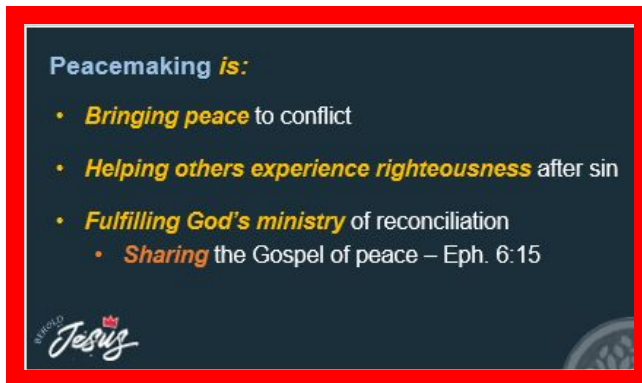 Peacemaking is:
• Bringing peace to conflict
• Helping others experience righteousness after sin
• Fulfilling God's ministry of reconciliation
• Sharing the Gospel of peace – Eph. 6:15
BEHOLD
Jesus